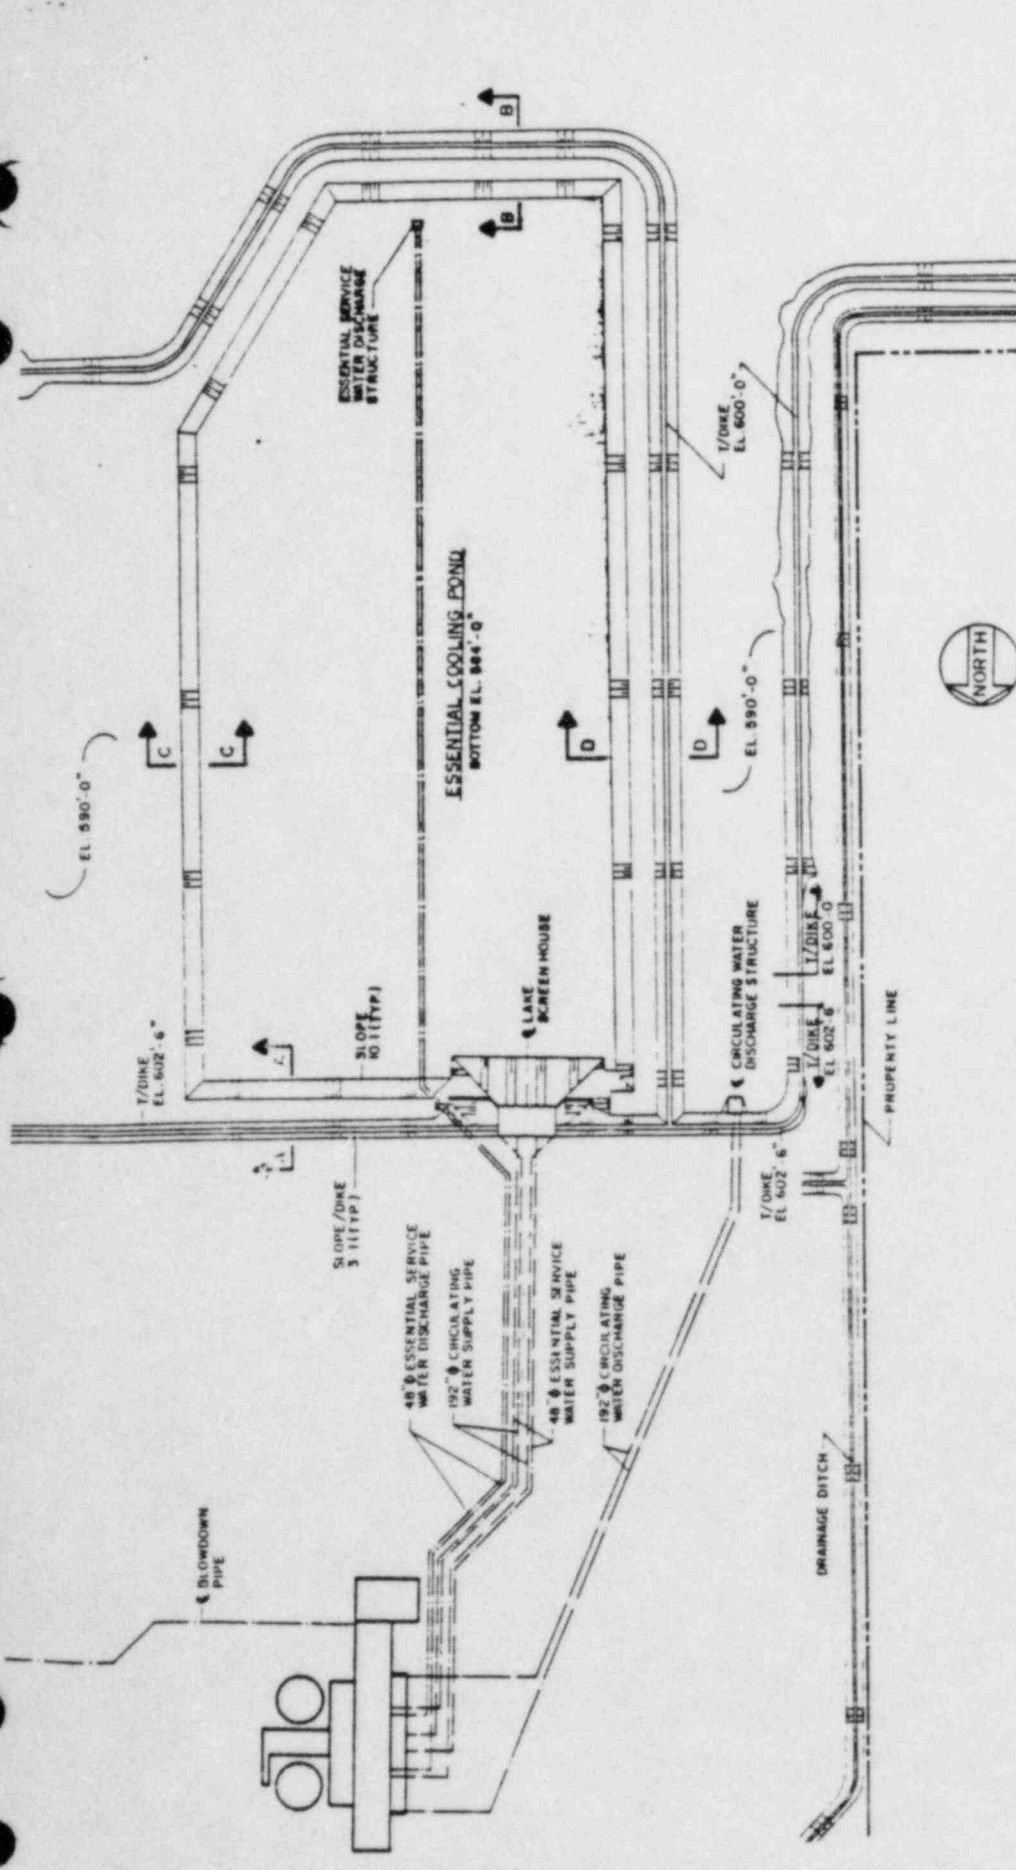 B
B
ESSENTIAL SERVICE
WATER DISCHARGE
STRUCTURE
T/DIKE
EL 600'-0"
ESSENTIAL COOLING POND
BOTTOM EL. 584'-0"
NORTH
C
C
D
D
EL. 590'-0"
EL. 590'-0"
T/DIKE
EL 602'-6"
A
SLOPE
10 1(TYP.)
℄ LAKE
SCREEN HOUSE
℄ CIRCULATING WATER
DISCHARGE STRUCTURE
T/DIKE
EL 600-0
T/DIKE
EL 602-6
PROPERTY LINE
A
SLOPE/DIKE
3 1(TYP.)
T/DIKE
EL 602'-6"
48"ϕ ESSENTIAL SERVICE
WATER DISCHARGE PIPE
192"ϕ CIRCULATING
WATER SUPPLY PIPE
48"ϕ ESSENTIAL SERVICE
WATER SUPPLY PIPE
192"ϕ CIRCULATING
WATER DISCHARGE PIPE
DRAINAGE DITCH
℄ BLOWDOWN
PIPE